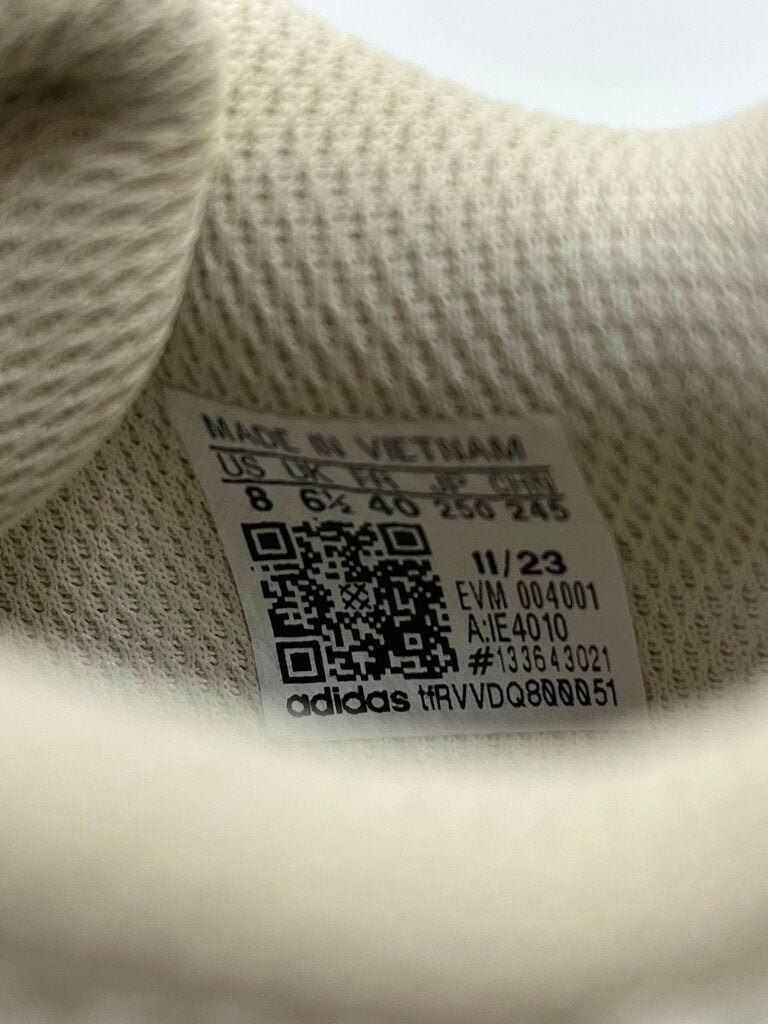 MADE IN VIETNAM
US UK FR JP CHN
8 6½ 40 250 245
11/23
EVM 004001
A:IE4010
#133643021
adidas tfRVVDQ800051